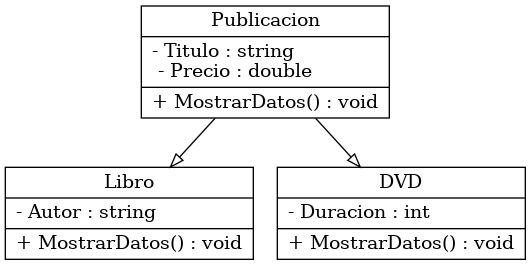 Publicacion
- Titulo : string
- Precio : double
+ MostrarDatos() : void
Libro
- Autor : string
+ MostrarDatos() : void
DVD
- Duracion : int
+ MostrarDatos() : void